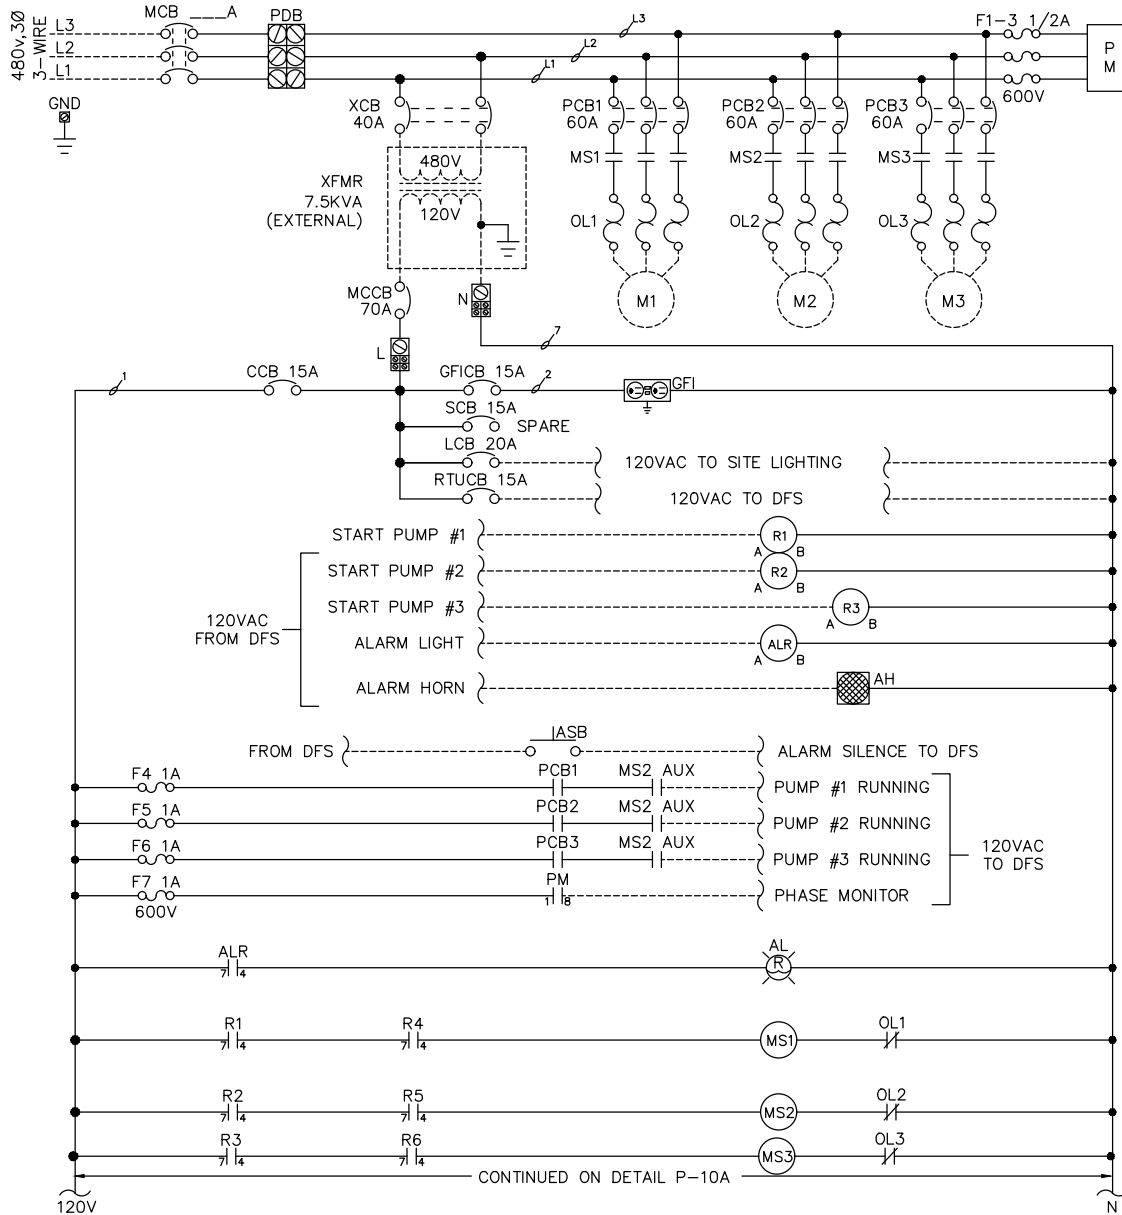 MCB ___A
PDB
L3
F1-3 1/2A
480v,3Ø
3-WIRE
L3
L2
L1
L2
L1
P
M
600V
GND
XCB
40A
PCB1
60A
PCB2
60A
PCB3
60A
480V
MS1
MS2
MS3
XFMR
7.5KVA
(EXTERNAL)
120V
OL1
OL2
OL3
MCCB
70A
N
M1
M2
M3
7
L
1
CCB 15A
GFICB 15A
2
GFI
SCB 15A
SPARE
LCB 20A
120VAC TO SITE LIGHTING
RTUCB 15A
120VAC TO DFS
START PUMP #1
R1
A B
START PUMP #2
R2
A B
START PUMP #3
R3
A B
120VAC
FROM DFS
ALARM LIGHT
ALR
A B
ALARM HORN
AH
FROM DFS
ASB
ALARM SILENCE TO DFS
F4 1A
PCB1
MS2 AUX
PUMP #1 RUNNING
F5 1A
PCB2
MS2 AUX
PUMP #2 RUNNING
F6 1A
PCB3
MS2 AUX
PUMP #3 RUNNING
120VAC
TO DFS
F7 1A
600V
PM
1 8
PHASE MONITOR
ALR
7 4
AL
R
R1
7 4
R4
7 4
MS1
OL1
R2
7 4
R5
7 4
MS2
OL2
R3
7 4
R6
7 4
MS3
OL3
CONTINUED ON DETAIL P-10A
120V
N